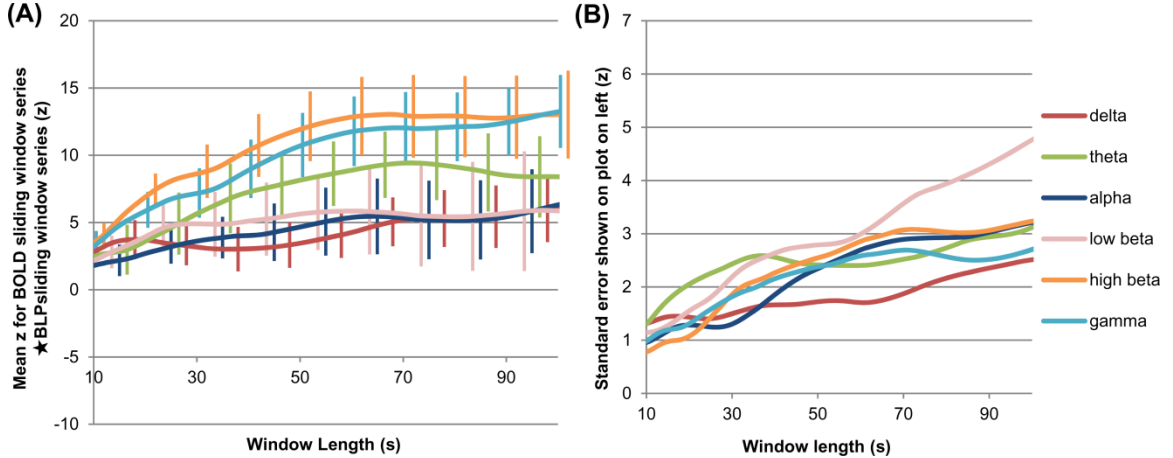 (A)
Mean z for BOLD sliding window series
★BLPsliding window series (z)
20
15
10
5
0
-5
-10
10 30 50 70 90
Window Length (s)
(B)
Standard error shown on plot on left (z)
7
6
5
4
3
2
1
0
10 30 50 70 90
Window length (s)
delta
theta
alpha
low beta
high beta
gamma